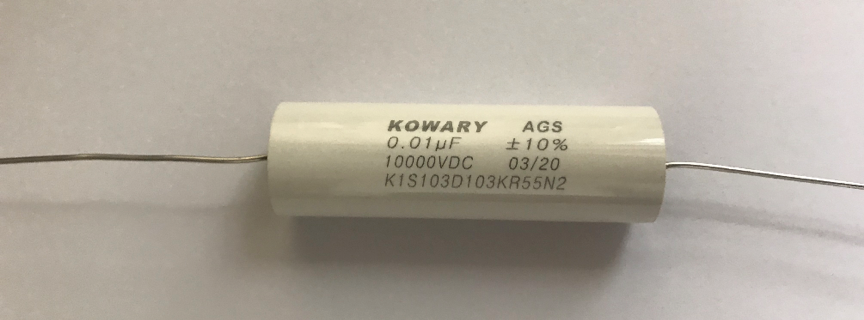 KOWARY AGS
0.01μF ±10%
10000VDC 03/20
K1S103D103KR55N2